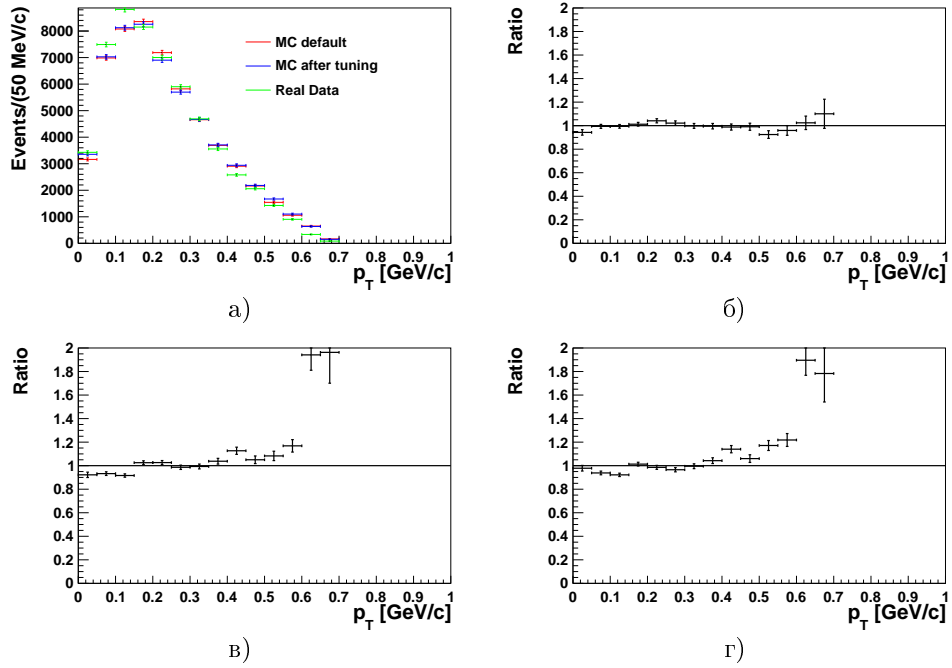 Events/(50 MeV/c)
8000
7000
6000
5000
4000
3000
2000
1000
0
MC default
MC after tuning
Real Data
0 0.1 0.2 0.3 0.4 0.5 0.6 0.7 0.8 0.9 1
p_T [GeV/c]
а)
Ratio
2
1.8
1.6
1.4
1.2
1
0.8
0.6
0.4
0.2
0
0 0.1 0.2 0.3 0.4 0.5 0.6 0.7 0.8 0.9 1
p_T [GeV/c]
б)
Ratio
2
1.8
1.6
1.4
1.2
1
0.8
0.6
0.4
0.2
0
0 0.1 0.2 0.3 0.4 0.5 0.6 0.7 0.8 0.9 1
p_T [GeV/c]
в)
Ratio
2
1.8
1.6
1.4
1.2
1
0.8
0.6
0.4
0.2
0
0 0.1 0.2 0.3 0.4 0.5 0.6 0.7 0.8 0.9 1
p_T [GeV/c]
г)